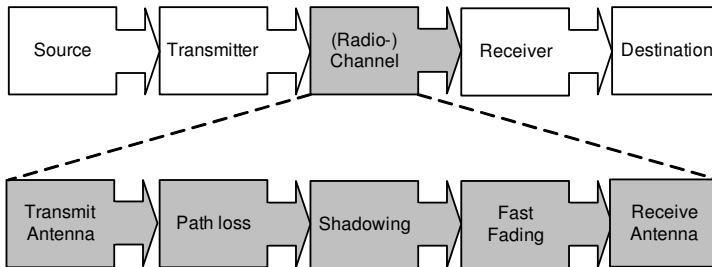 Source
Transmitter
(Radio-)
Channel
Receiver
Destination
Transmit
Antenna
Path loss
Shadowing
Fast
Fading
Receive
Antenna